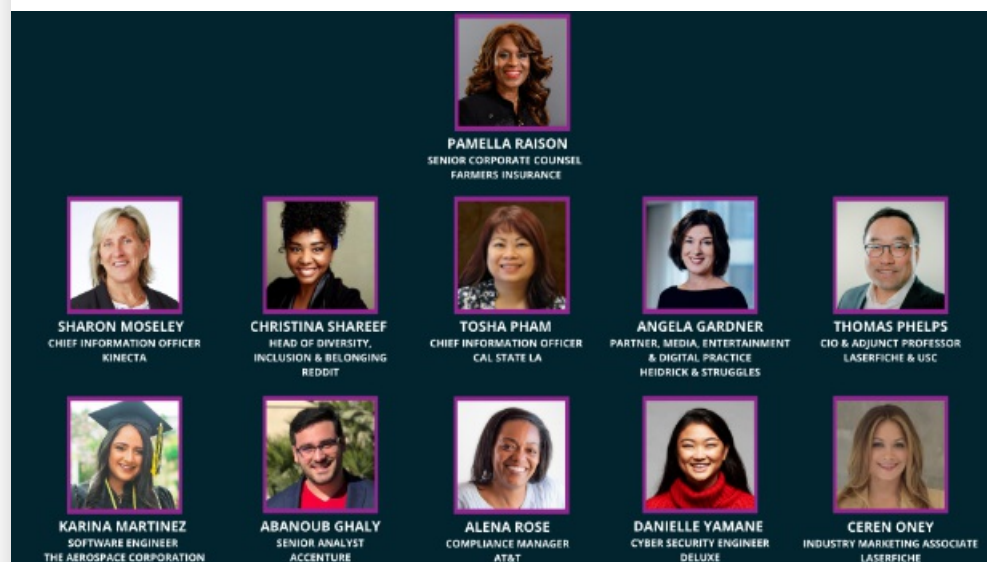 PAMELLA RAISON
SENIOR CORPORATE COUNSEL
FARMERS INSURANCE
SHARON MOSELEY
CHIEF INFORMATION OFFICER
KINECTA
CHRISTINA SHAREEF
HEAD OF DIVERSITY,
INCLUSION & BELONGING
REDDIT
TOSHA PHAM
CHIEF INFORMATION OFFICER
CAL STATE LA
ANGELA GARDNER
PARTNER, MEDIA, ENTERTAINMENT
& DIGITAL PRACTICE
HEIDRICK & STRUGGLES
THOMAS PHELPS
CIO & ADJUNCT PROFESSOR
LASERFICHE & USC
KARINA MARTINEZ
SOFTWARE ENGINEER
THE AEROSPACE CORPORATION
ABANOUB GHALY
SENIOR ANALYST
ACCENTURE
ALENA ROSE
COMPLIANCE MANAGER
AT&T
DANIELLE YAMANE
CYBER SECURITY ENGINEER
DELUXE
CEREN ONEY
INDUSTRY MARKETING ASSOCIATE
LASERFICHE